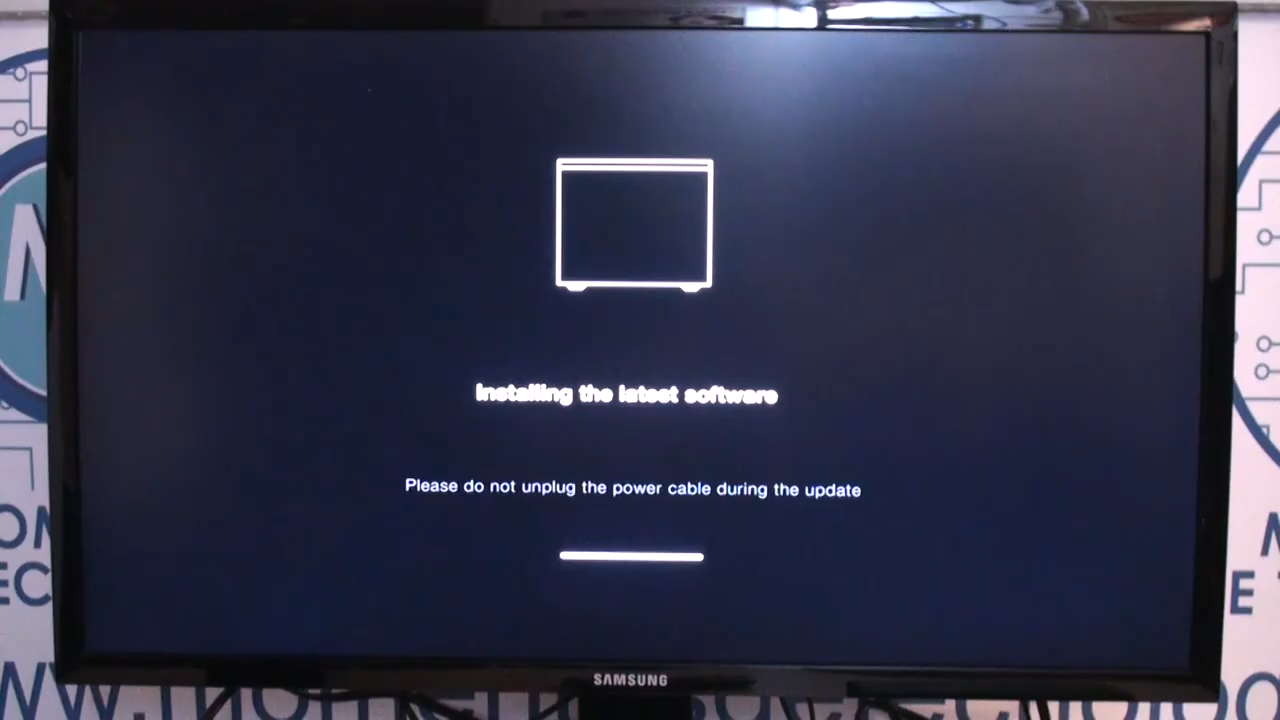 Installing the latest software
Please do not unplug the power cable during the update
SAMSUNG